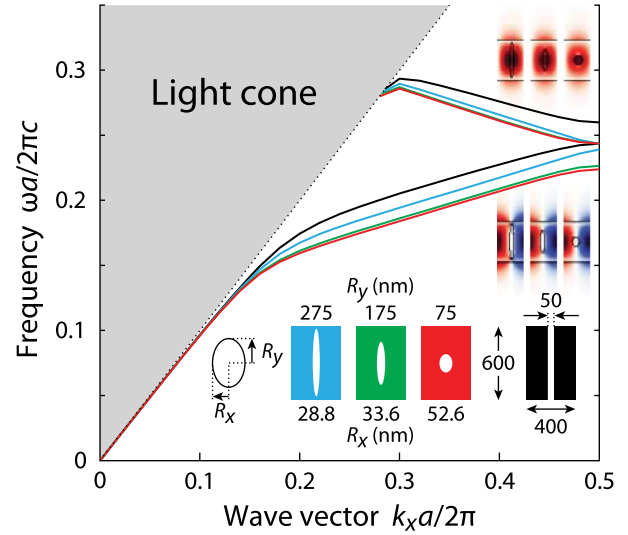 0.3
Light cone
Frequency ωa/2πc
0.2
R_y (nm)
275 175 75
50
0.1
R_y
600
R_x
28.8 33.6 52.6
400
R_x (nm)
0
0 0.1 0.2 0.3 0.4 0.5
Wave vector k_xa/2π